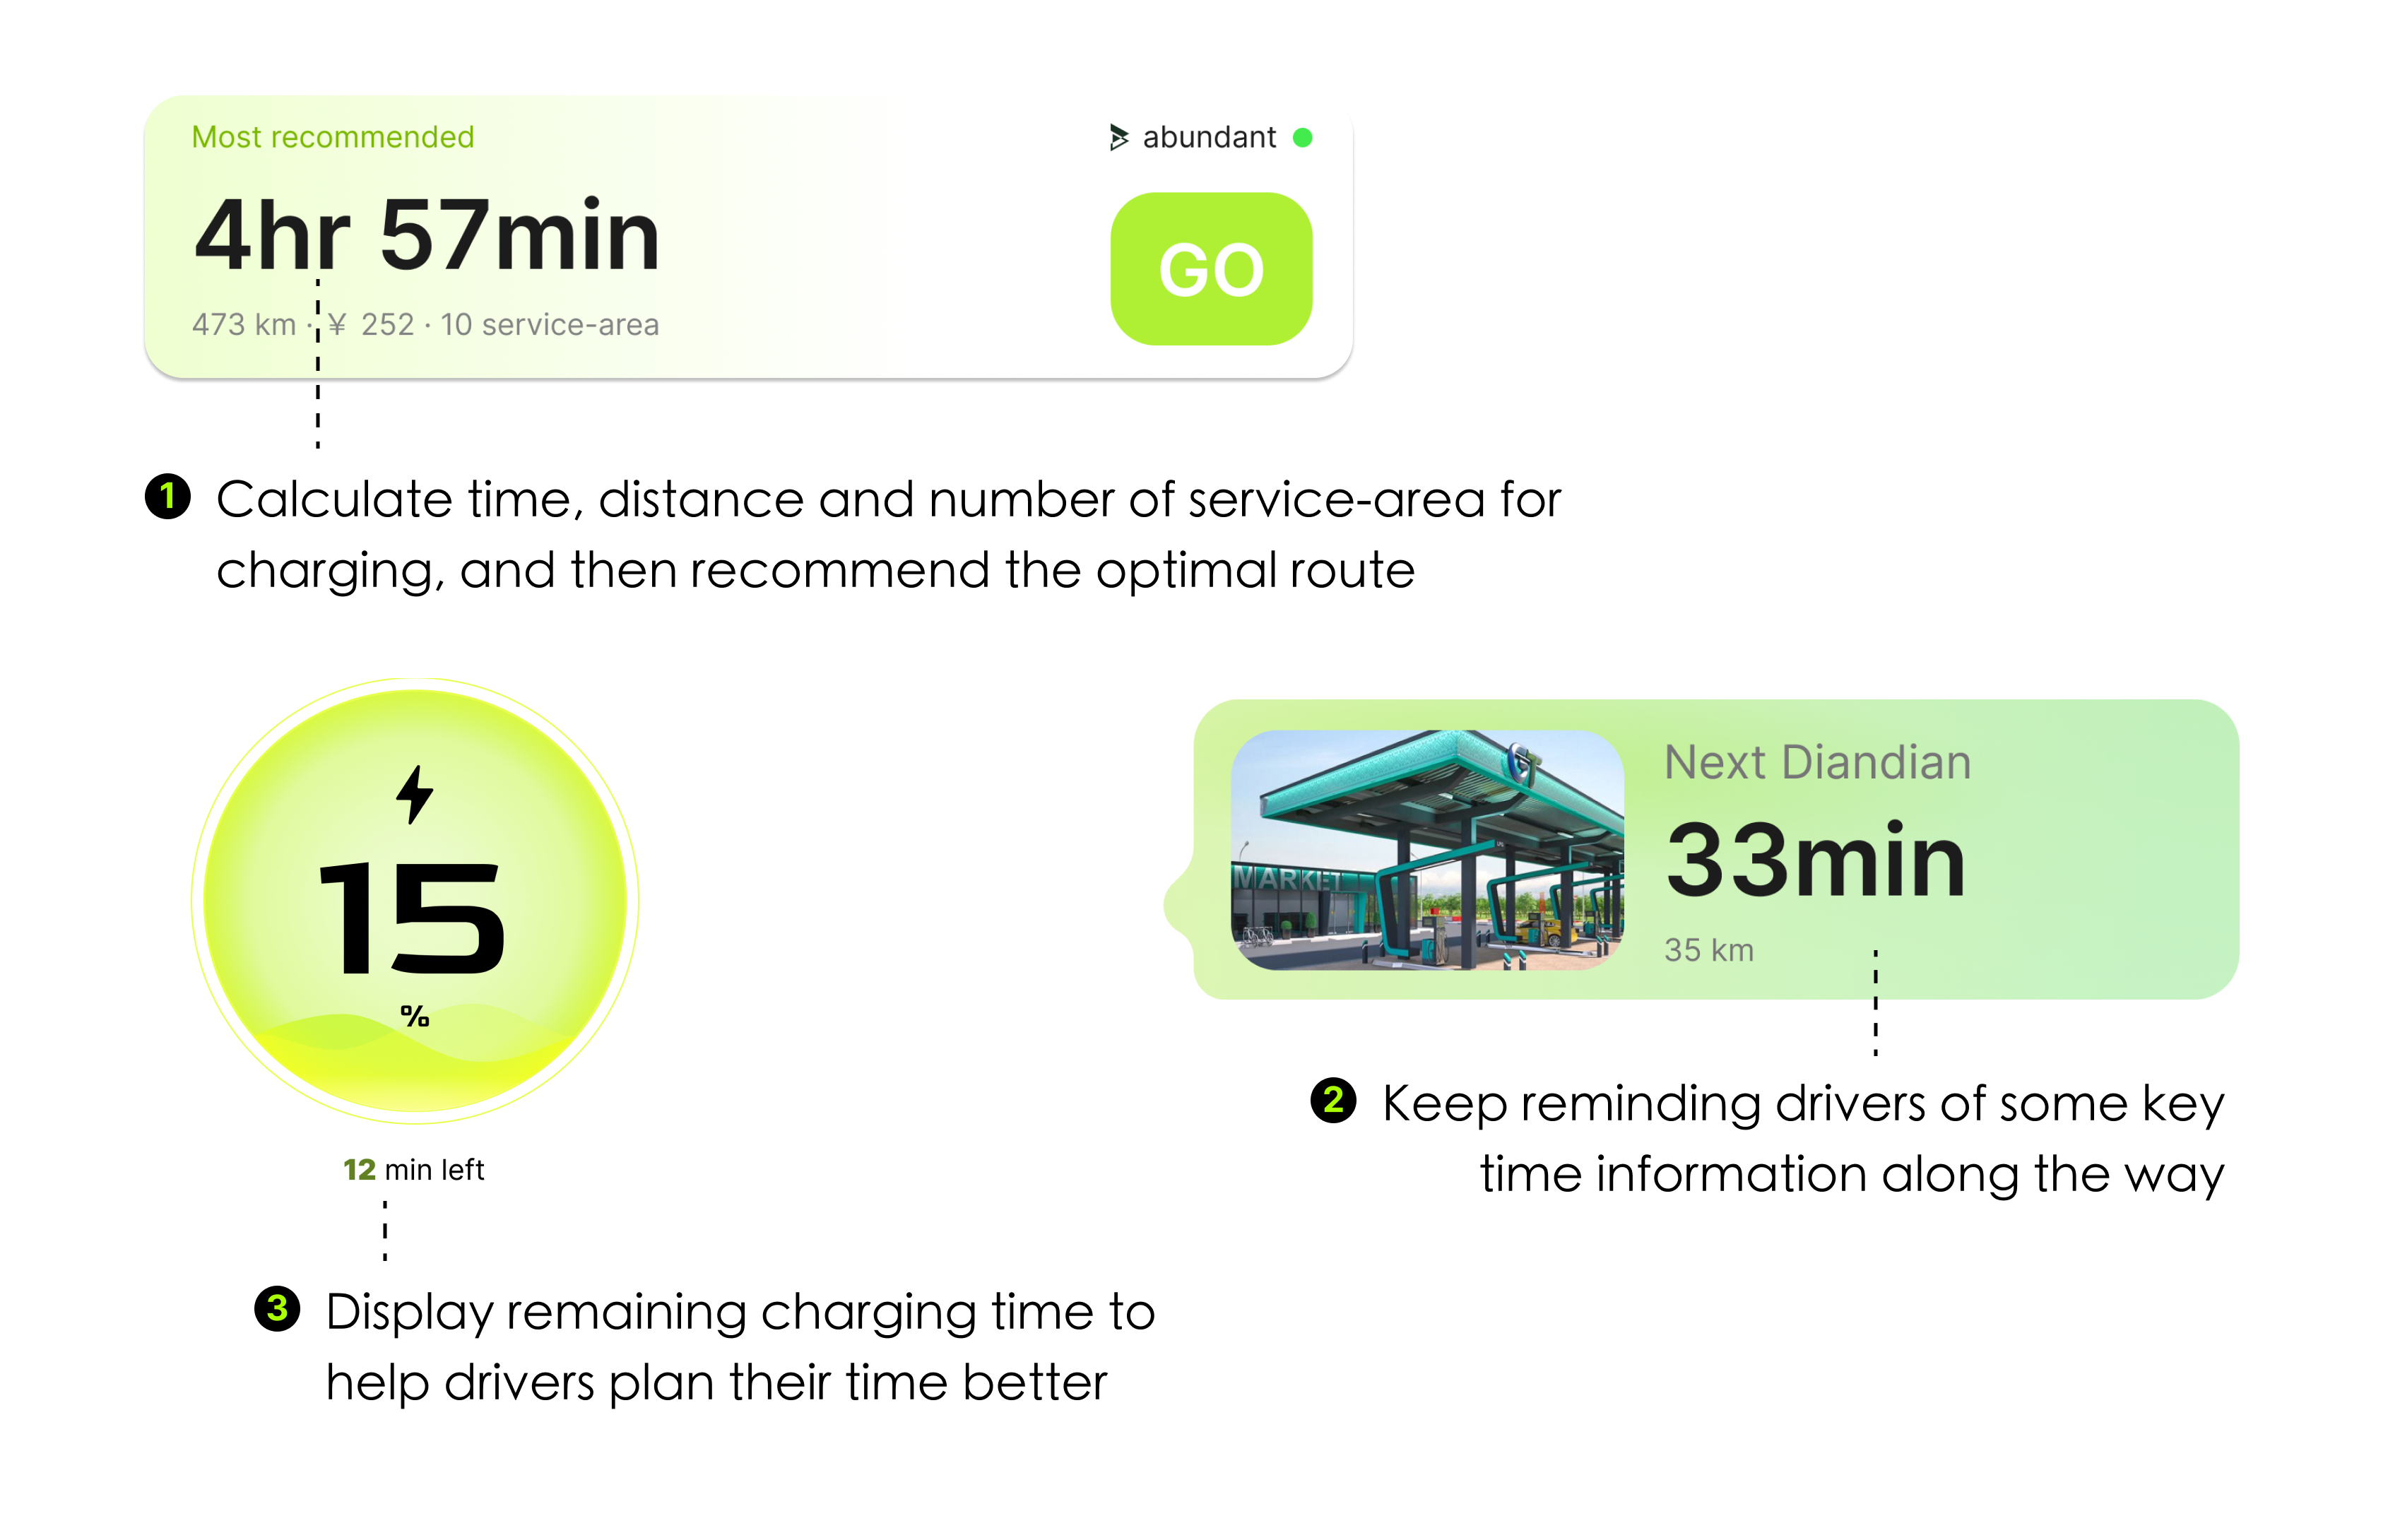 Most recommended
abundant
4hr 57min
GO
473 km · ¥ 252 · 10 service-area
1 Calculate time, distance and number of service-area for
charging, and then recommend the optimal route
15
%
12 min left
MARKET
Next Diandian
33min
35 km
2 Keep reminding drivers of some key
time information along the way
3 Display remaining charging time to
help drivers plan their time better